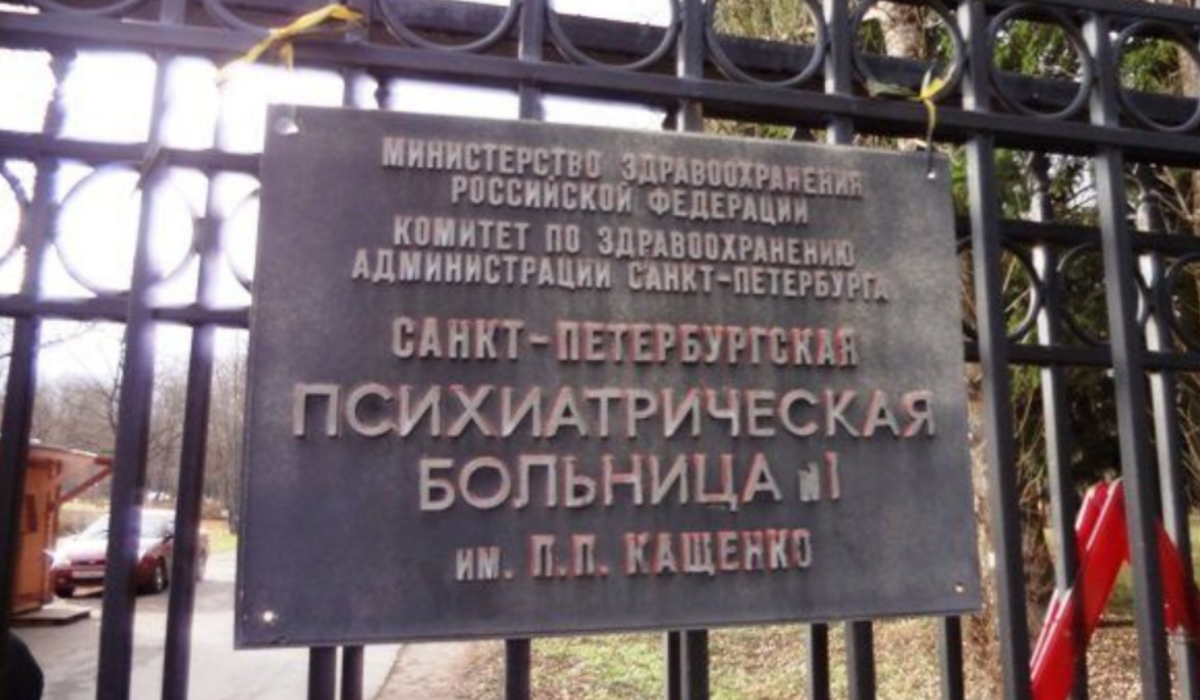 МИНИСТЕРСТВО ЗДРАВООХРАНЕНИЯ
РОССИЙСКОЙ ФЕДЕРАЦИИ
КОМИТЕТ ПО ЗДРАВООХРАНЕНИЮ
АДМИНИСТРАЦИИ САНКТ-ПЕТЕРБУРГА
САНКТ-ПЕТЕРБУРГСКАЯ
ПСИХИАТРИЧЕСКАЯ
БОЛЬНИЦА №1
ИМ. П.П. КАЩЕНКО